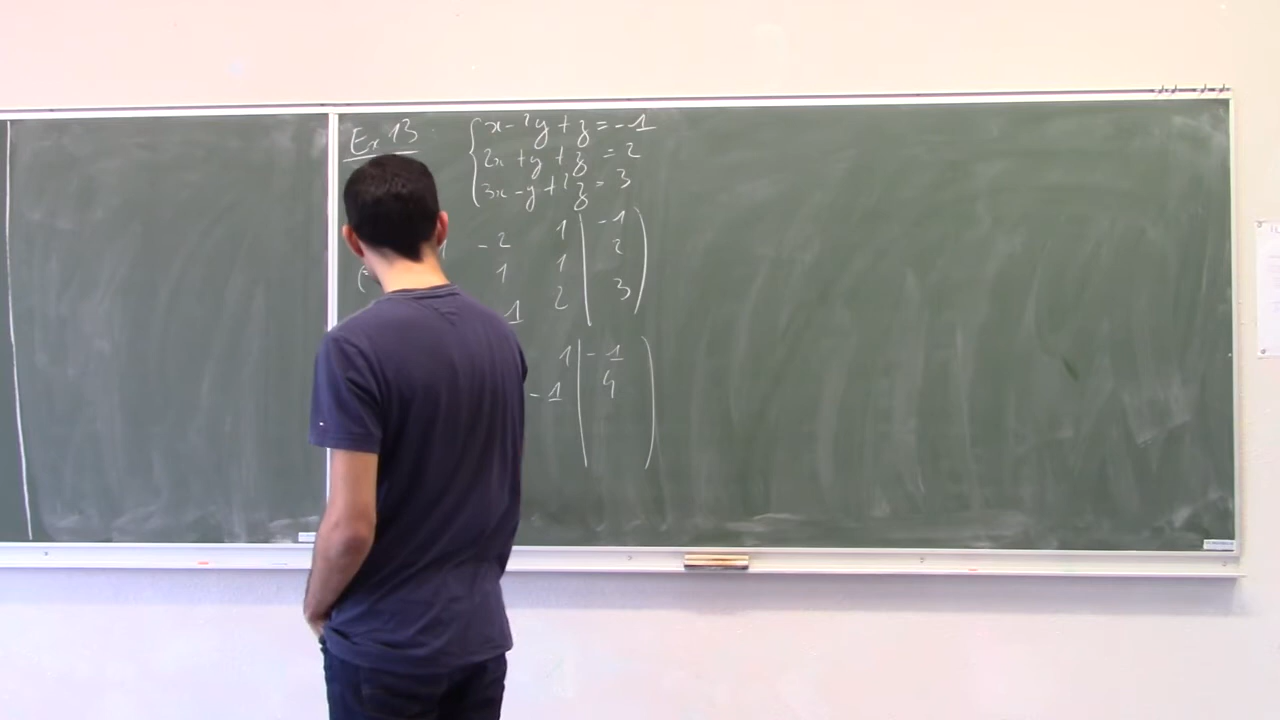 Ex 13 :
x - 2y + z = -1
2x + y + z = 2
3x - y + 2z = 3
1 -2 1 | -1
1 1 | 2
1 2 | 3
1 | -1
-1 | 4